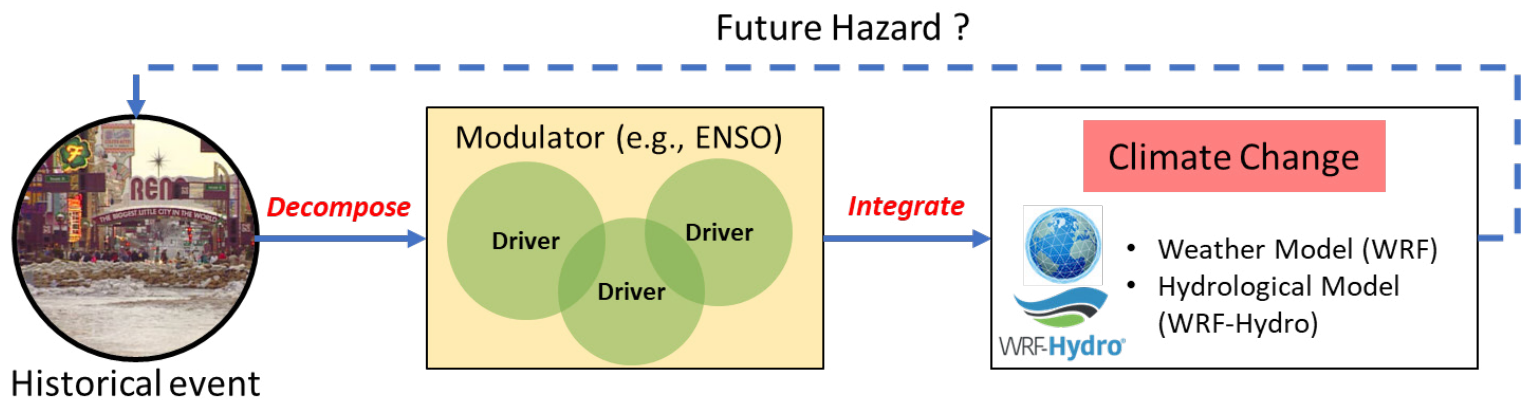 Future Hazard ?
Modulator (e.g., ENSO)
Climate Change
RENO
THE BIGGEST LITTLE CITY IN THE WORLD
Decompose
Driver
Driver
Driver
Integrate
• Weather Model (WRF)
• Hydrological Model
(WRF-Hydro)
WRF-Hydro®
Historical event